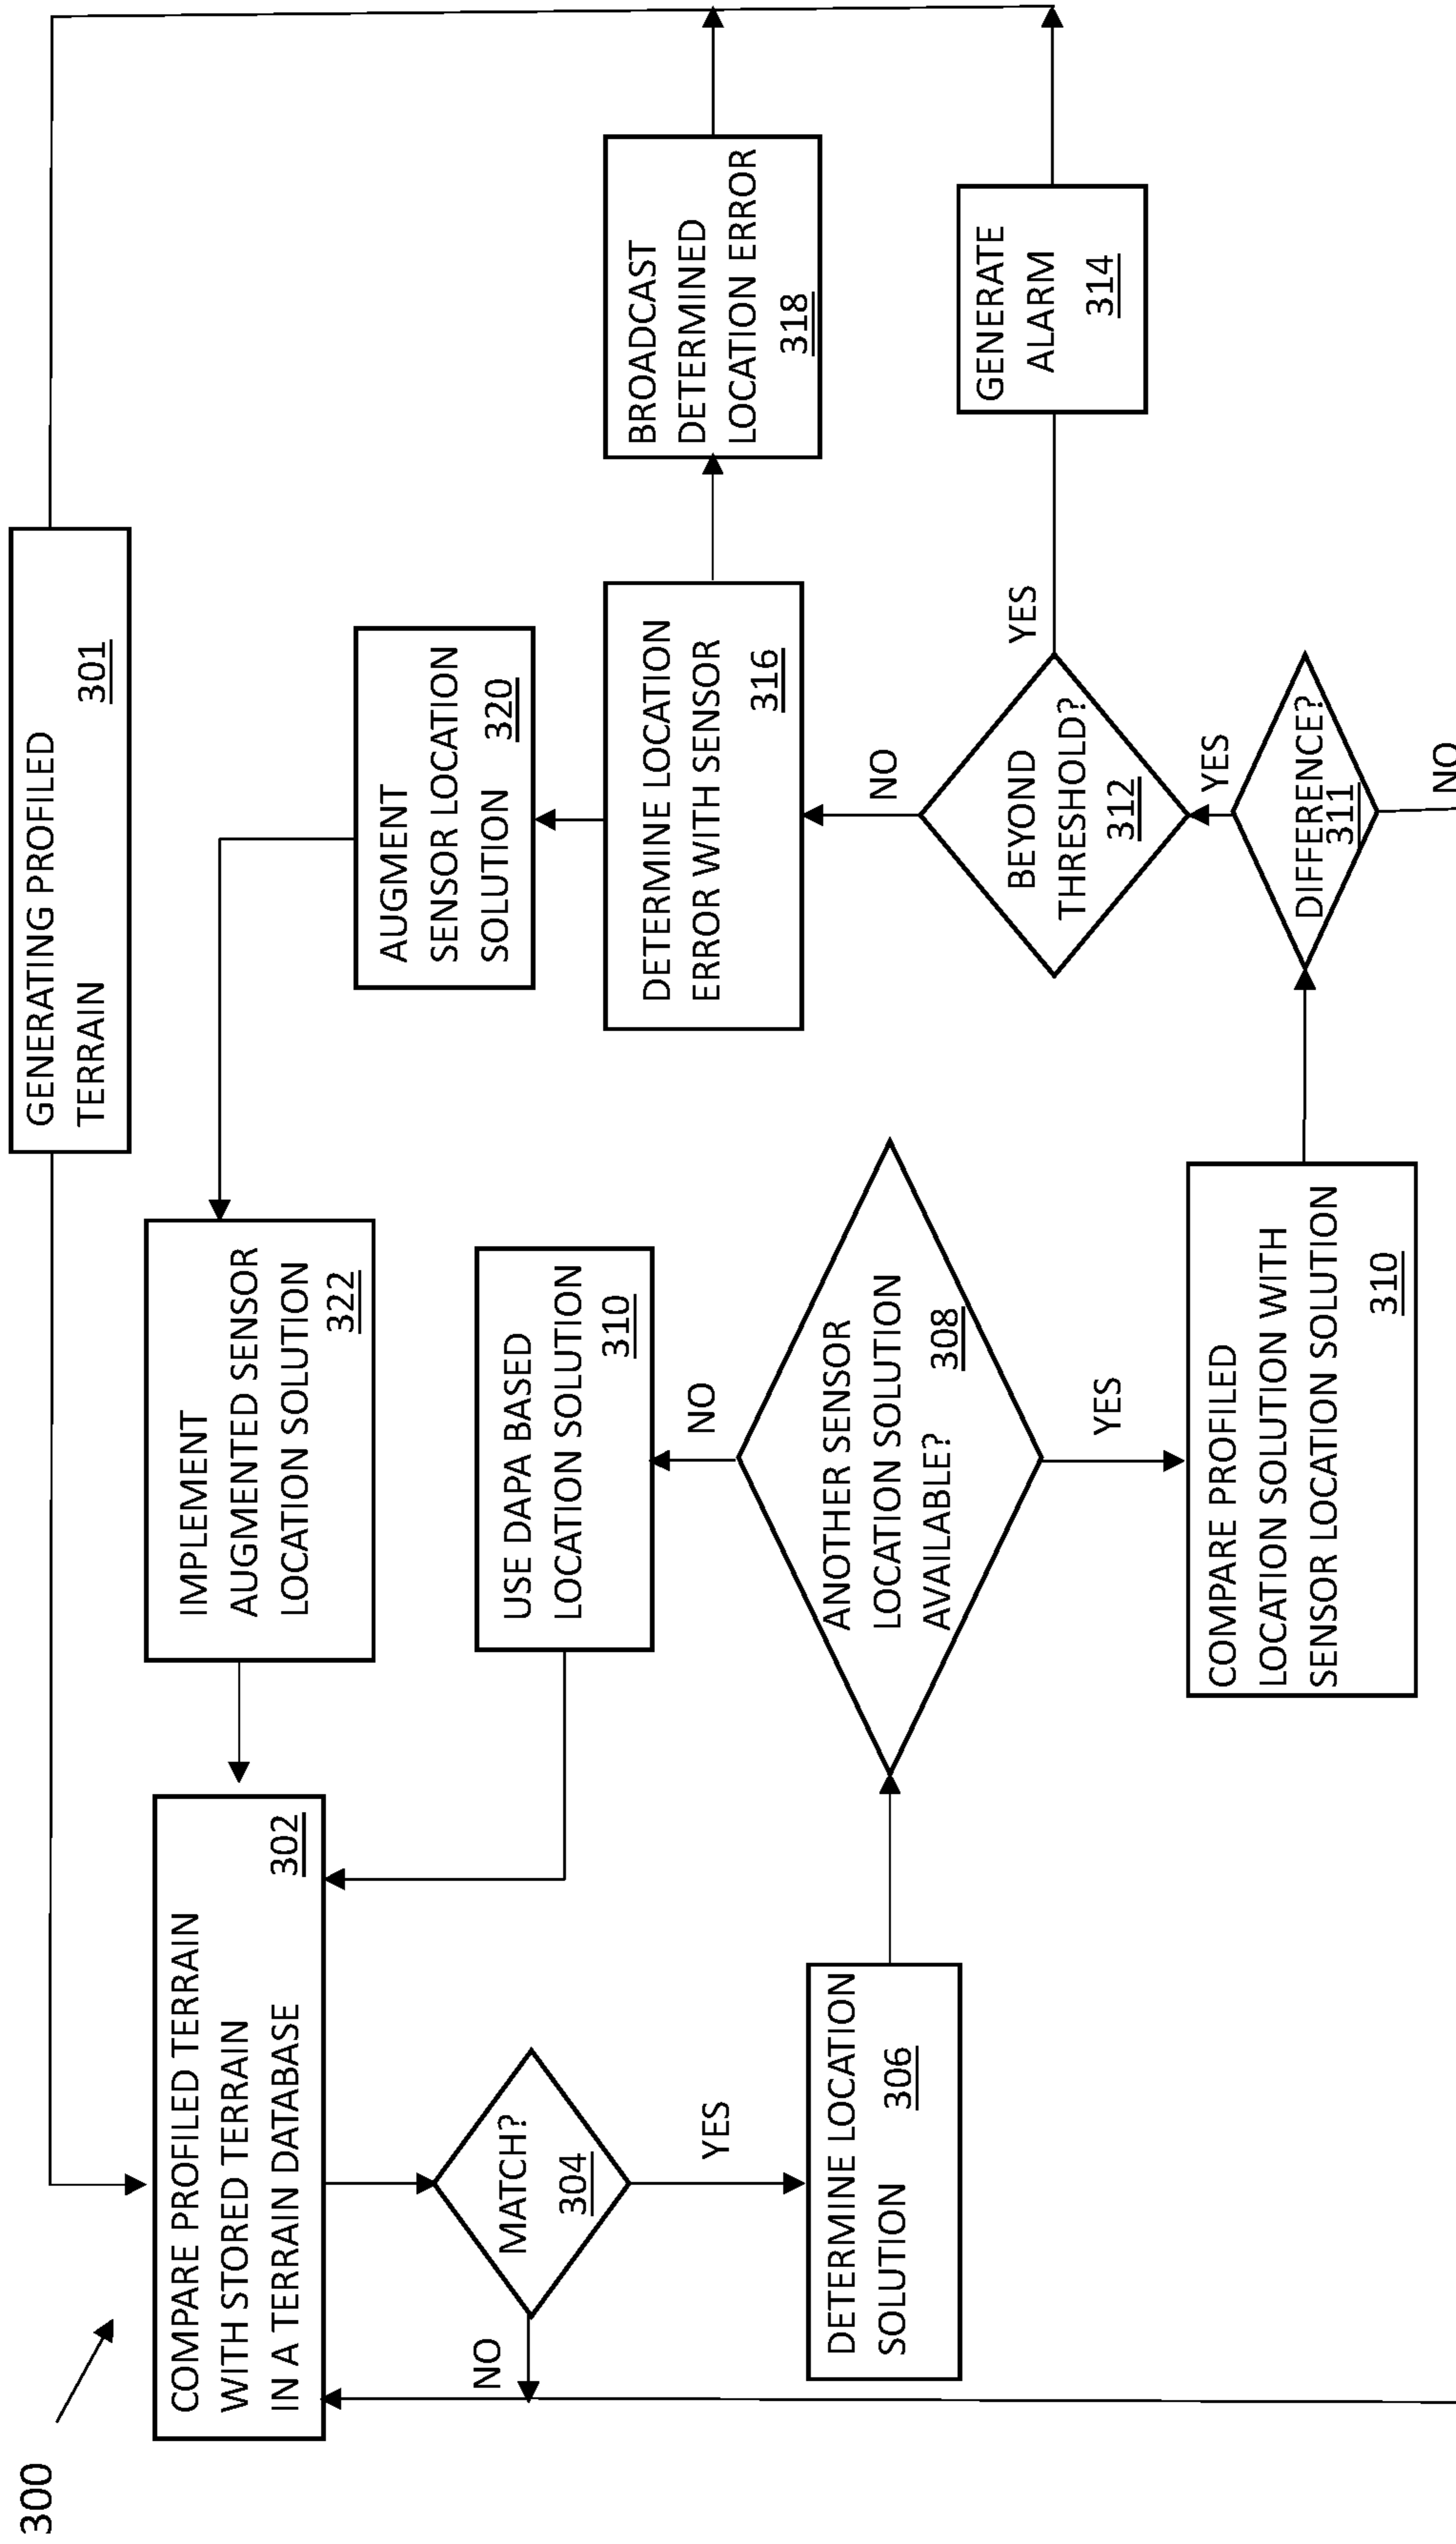 300
GENERATING PROFILED
TERRAIN
301
COMPARE PROFILED TERRAIN
WITH STORED TERRAIN
IN A TERRAIN DATABASE
302
IMPLEMENT
AUGMENTED SENSOR
LOCATION SOLUTION
322
AUGMENT
SENSOR LOCATION
SOLUTION
320
NO
MATCH?
304
YES
USE DAPA BASED
LOCATION SOLUTION
310
NO
DETERMINE LOCATION
ERROR WITH SENSOR
316
BROADCAST
DETERMINED
LOCATION ERROR
318
DETERMINE LOCATION
SOLUTION
306
ANOTHER SENSOR
LOCATION SOLUTION
AVAILABLE?
308
YES
NO
BEYOND
THRESHOLD?
312
YES
GENERATE
ALARM
314
COMPARE PROFILED
LOCATION SOLUTION WITH
SENSOR LOCATION SOLUTION
310
YES
DIFFERENCE?
311
NO